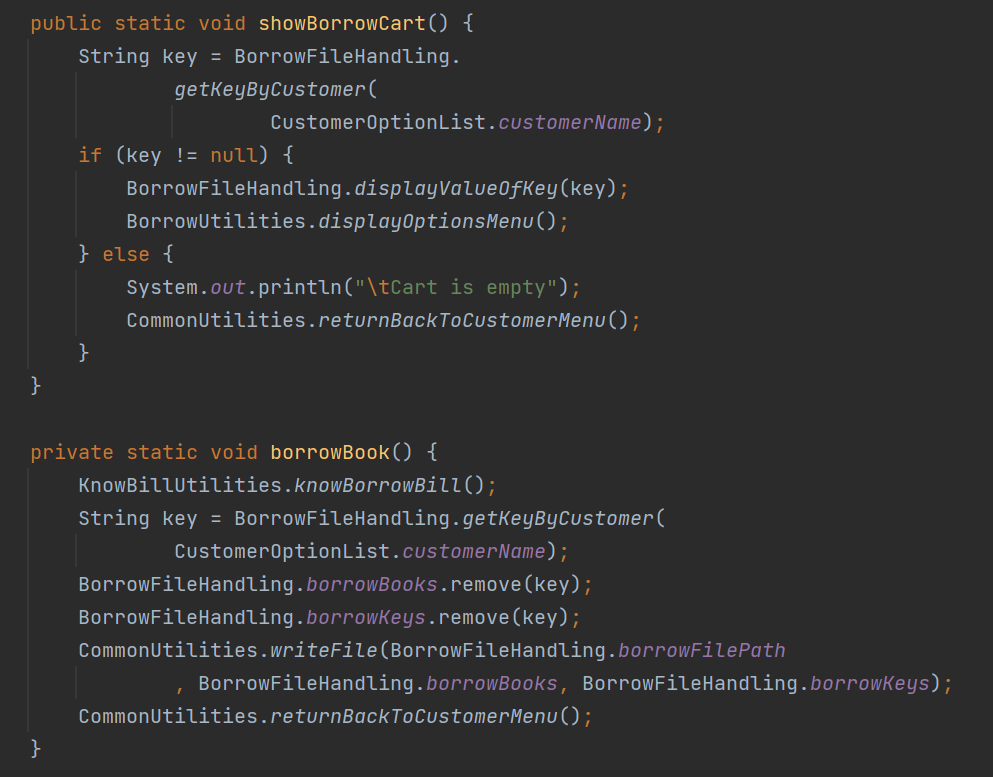 public static void showBorrowCart() {
    String key = BorrowFileHandling.
            getKeyByCustomer(
                    CustomerOptionList.customerName);
    if (key != null) {
        BorrowFileHandling.displayValueOfKey(key);
        BorrowUtilities.displayOptionsMenu();
    } else {
        System.out.println("\tCart is empty");
        CommonUtilities.returnBackToCustomerMenu();
    }
}

private static void borrowBook() {
    KnowBillUtilities.knowBorrowBill();
    String key = BorrowFileHandling.getKeyByCustomer(
            CustomerOptionList.customerName);
    BorrowFileHandling.borrowBooks.remove(key);
    BorrowFileHandling.borrowKeys.remove(key);
    CommonUtilities.writeFile(BorrowFileHandling.borrowFilePath
            , BorrowFileHandling.borrowBooks, BorrowFileHandling.borrowKeys);
    CommonUtilities.returnBackToCustomerMenu();
}